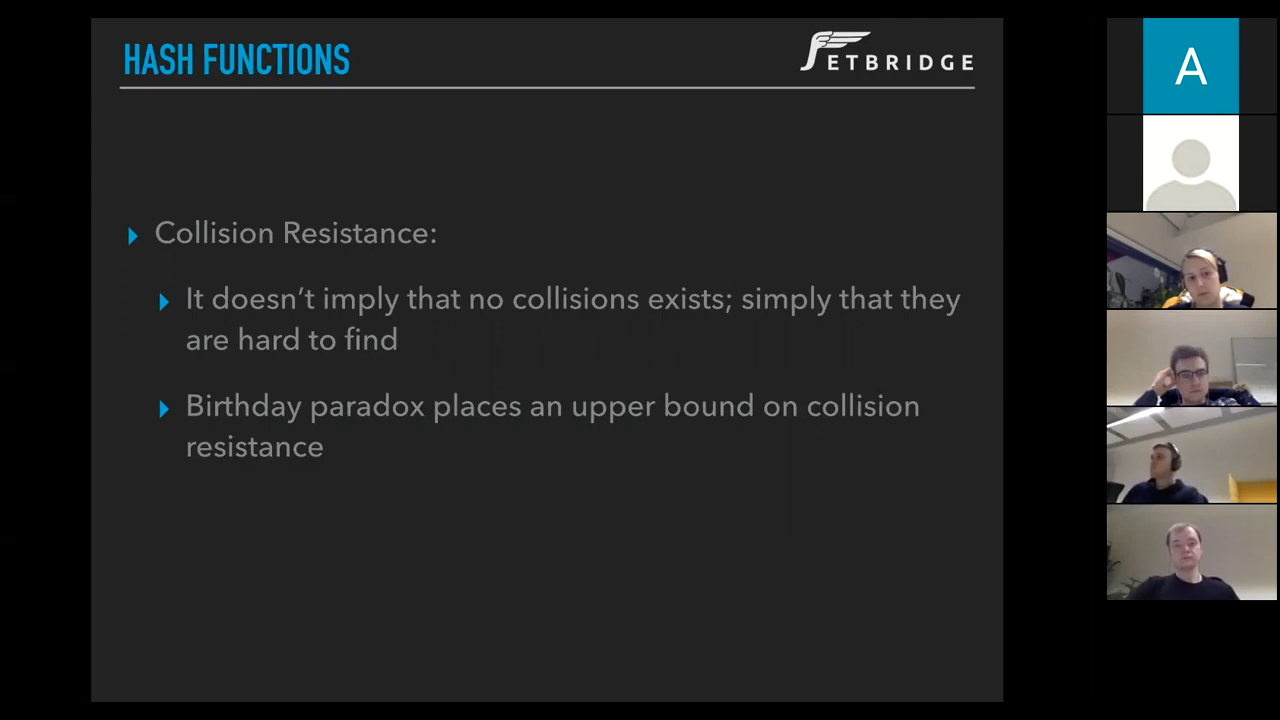 HASH FUNCTIONS
JETBRIDGE
Collision Resistance:
It doesn’t imply that no collisions exists; simply that they
are hard to find
Birthday paradox places an upper bound on collision
resistance
A